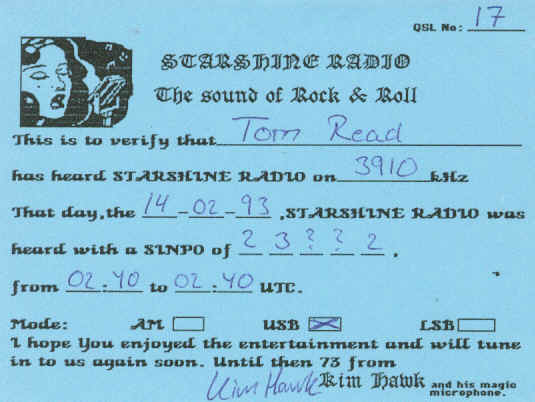 QSL No: 17
STARSHINE RADIO
The sound of Rock & Roll
This is to verify that Tom Read
has heard STARSHINE RADIO on 3910 kHz
That day,the 14-02-93 ,STARSHINE RADIO was
heard with a SINPO of 2 3 ? ? 2 ,
from 02:40 to 02:40 UTC.
Mode: AM USB LSB
I hope You enjoyed the entertainment and will tune
in to us again soon. Until then 73 from
Kim Hawk Kim Hawk and his magic
microphone.